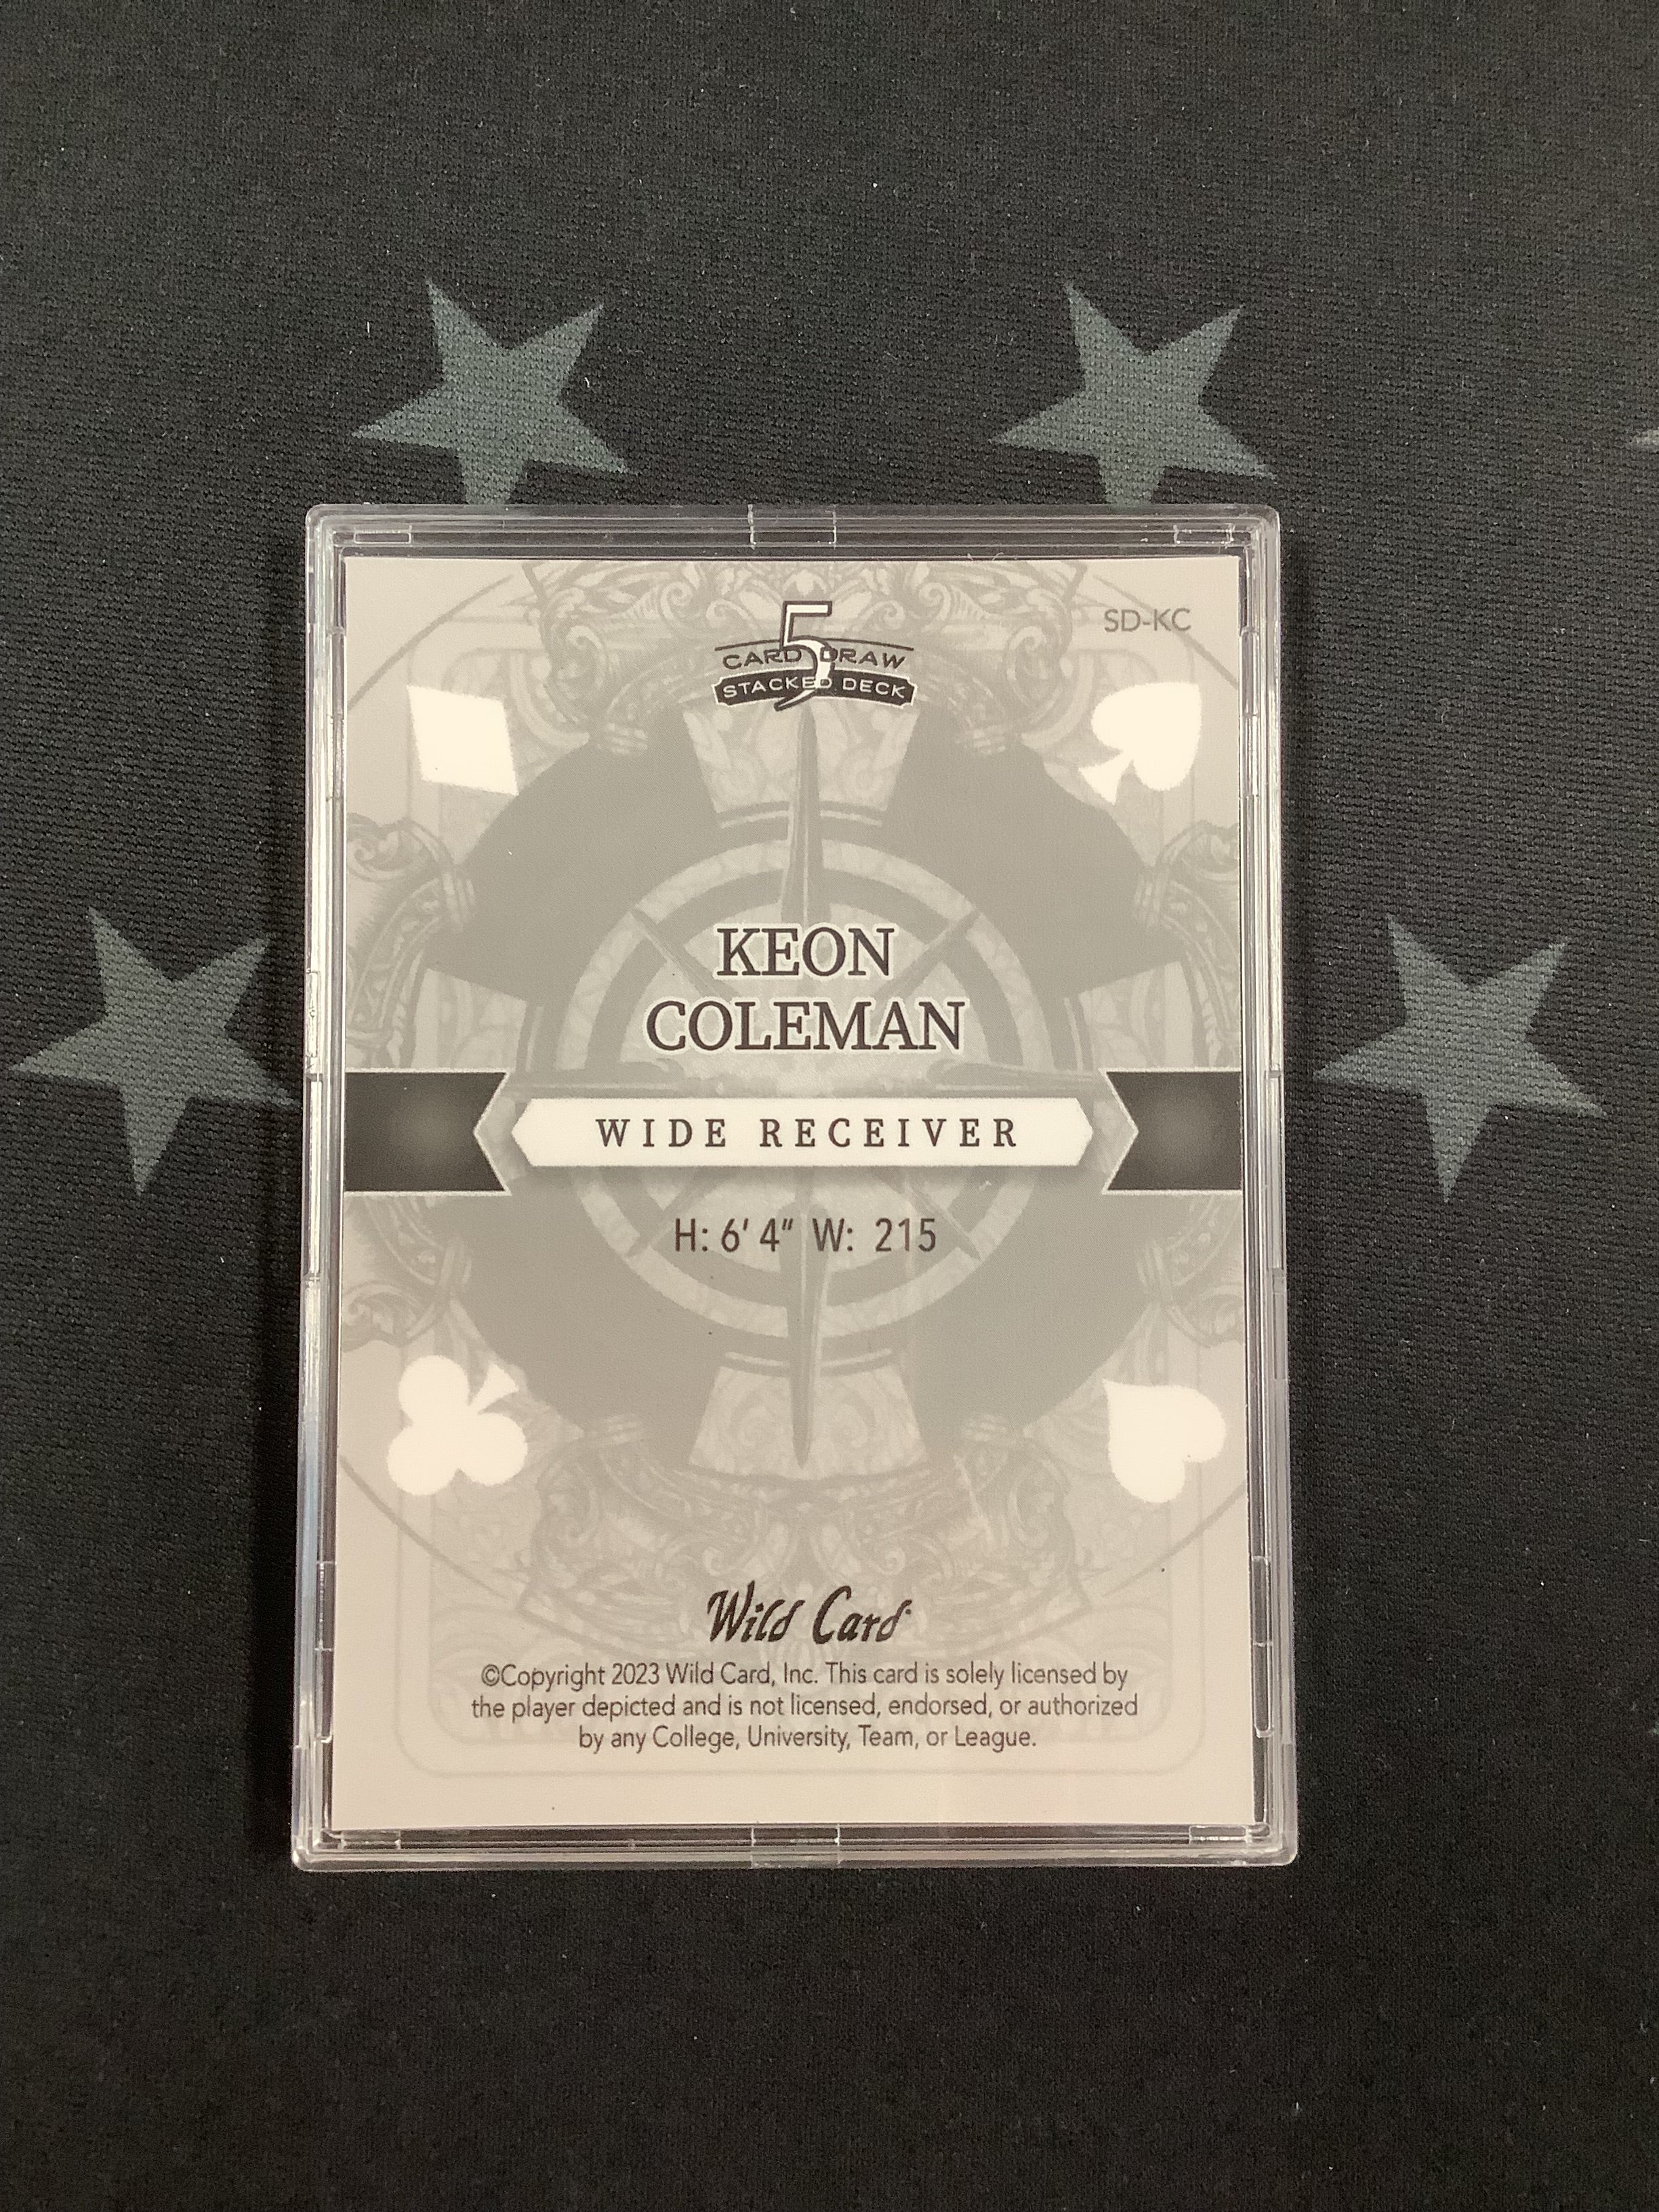 SD-KC
5
CARD DRAW
STACKED DECK
KEON
COLEMAN
WIDE RECEIVER
H: 6' 4" W: 215
Wild Card
©Copyright 2023 Wild Card, Inc. This card is solely licensed by
the player depicted and is not licensed, endorsed, or authorized
by any College, University, Team, or League.